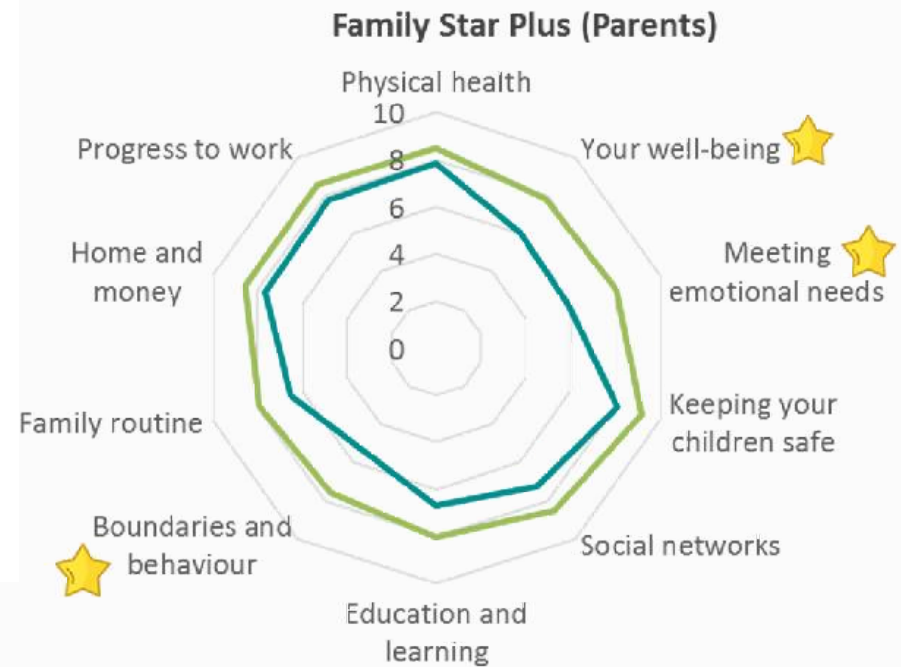 Family Star Plus (Parents)
Physical health
10
8
6
4
2
0
Your well-being
Meeting
emotional needs
Keeping your
children safe
Social networks
Education and
learning
Boundaries and
behaviour
Family routine
Home and
money
Progress to work